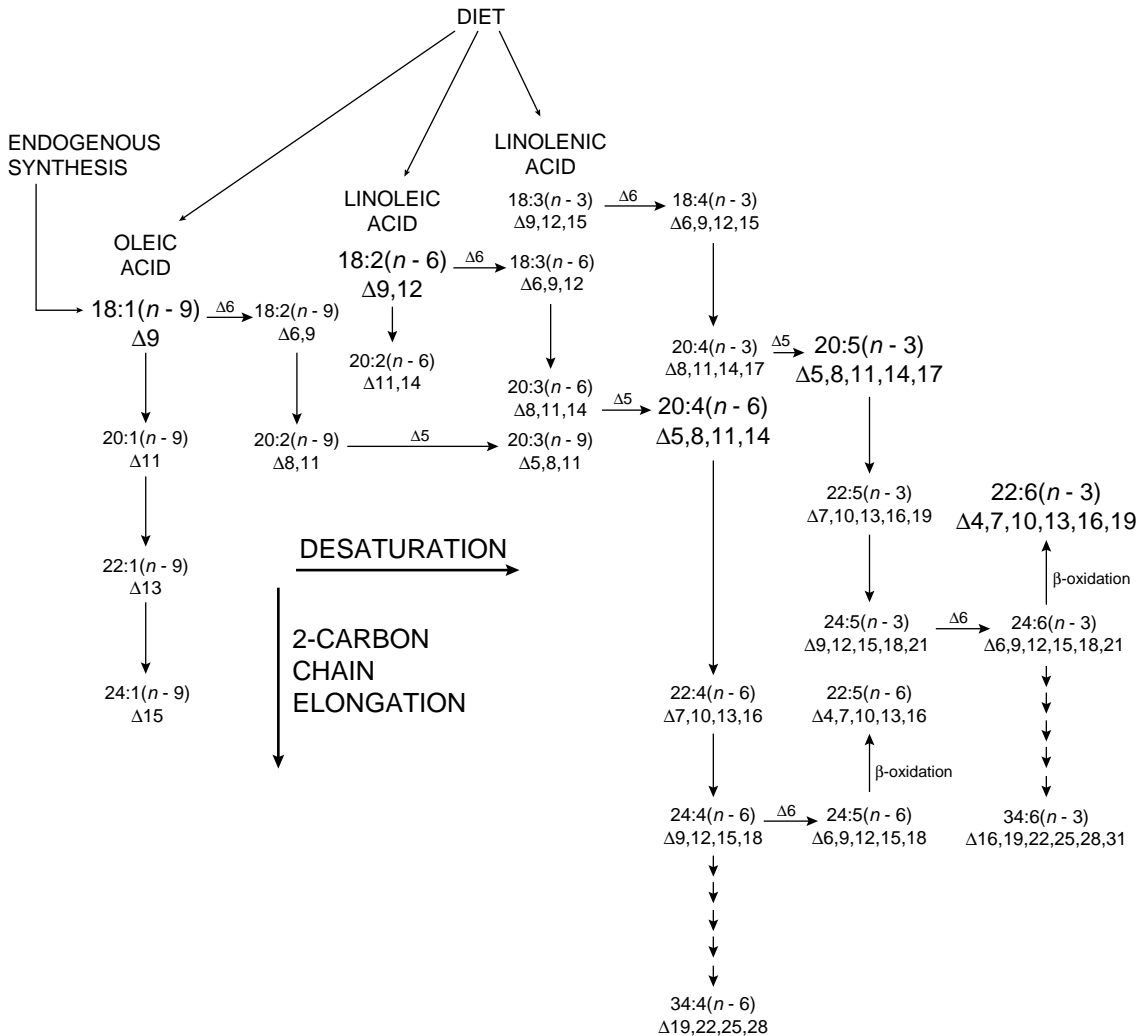 DIET
ENDOGENOUS
SYNTHESIS
OLEIC
ACID
LINOLEIC
ACID
LINOLENIC
ACID
18:3(n - 3)
Δ9,12,15
Δ6
18:4(n - 3)
Δ6,9,12,15
18:2(n - 6)
Δ9,12
Δ6
18:3(n - 6)
Δ6,9,12
18:1(n - 9)
Δ9
Δ6
18:2(n - 9)
Δ6,9
20:2(n - 6)
Δ11,14
20:4(n - 3)
Δ8,11,14,17
Δ5
20:5(n - 3)
Δ5,8,11,14,17
20:3(n - 6)
Δ8,11,14
Δ5
20:4(n - 6)
Δ5,8,11,14
20:1(n - 9)
Δ11
20:2(n - 9)
Δ8,11
Δ5
20:3(n - 9)
Δ5,8,11
22:5(n - 3)
Δ7,10,13,16,19
22:6(n - 3)
Δ4,7,10,13,16,19
DESATURATION
22:1(n - 9)
Δ13
β-oxidation
2-CARBON
CHAIN
ELONGATION
24:5(n - 3)
Δ9,12,15,18,21
Δ6
24:6(n - 3)
Δ6,9,12,15,18,21
24:1(n - 9)
Δ15
22:4(n - 6)
Δ7,10,13,16
22:5(n - 6)
Δ4,7,10,13,16
β-oxidation
24:4(n - 6)
Δ9,12,15,18
Δ6
24:5(n - 6)
Δ6,9,12,15,18
34:6(n - 3)
Δ16,19,22,25,28,31
34:4(n - 6)
Δ19,22,25,28